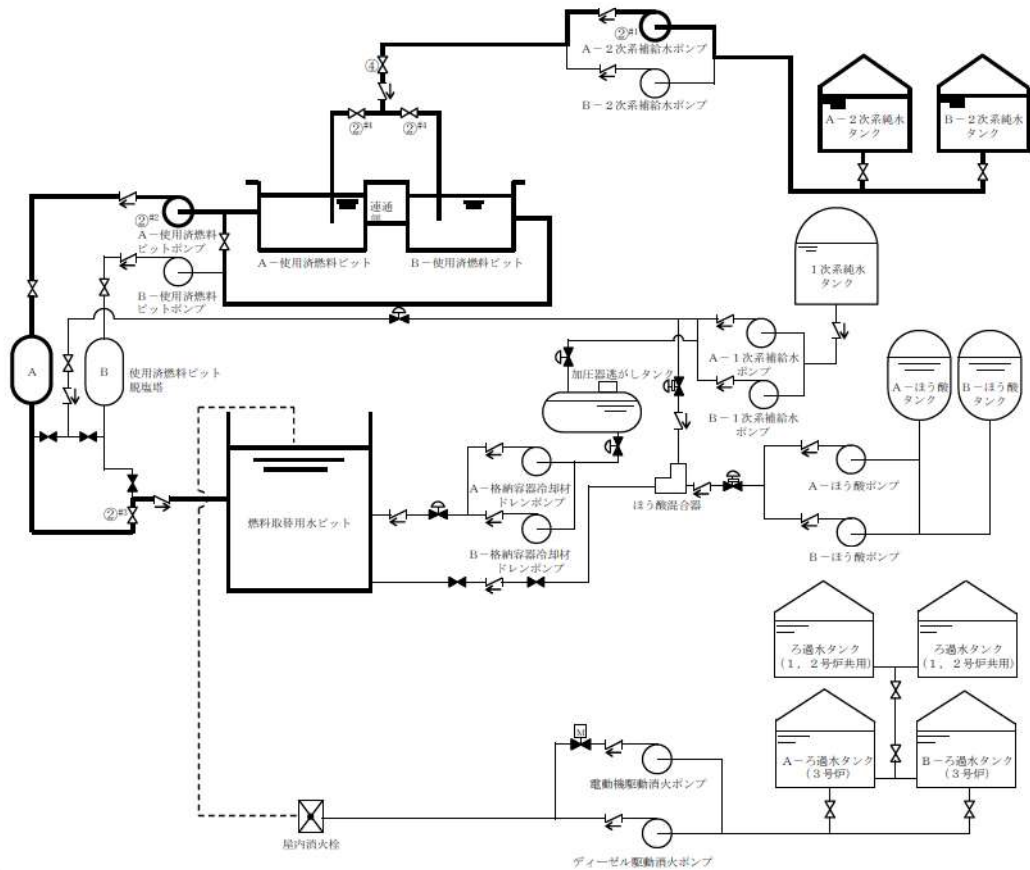 ②#1
A－2次系補給水ポンプ
B－2次系補給水ポンプ
④
②#4
②#4
A－2次系純水
タンク
B－2次系純水
タンク
連通
A－使用済燃料ピット
B－使用済燃料ピット
②#2
A－使用済燃料
ピットポンプ
B－使用済燃料
ピットポンプ
1次系純水
タンク
A
B
使用済燃料ピット
脱塩塔
加圧器逃がしタンク
A－1次系補給水
ポンプ
B－1次系補給水
ポンプ
A－ほう酸
タンク
B－ほう酸
タンク
②#3
燃料取替用水ピット
A－格納容器冷却材
ドレンポンプ
B－格納容器冷却材
ドレンポンプ
ほう酸混合器
A－ほう酸ポンプ
B－ほう酸ポンプ
ろ過水タンク
(1，2号炉共用)
ろ過水タンク
(1，2号炉共用)
A－ろ過水タンク
(3号炉)
B－ろ過水タンク
(3号炉)
M
電動機駆動消火ポンプ
屋内消火栓
ディーゼル駆動消火ポンプ